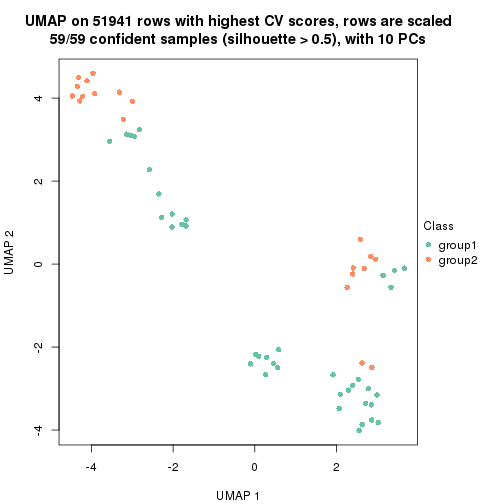 UMAP on 51941 rows with highest CV scores, rows are scaled
59/59 confident samples (silhouette > 0.5), with 10 PCs
4
2
0
-2
-4
UMAP 2
-4
-2
0
2
UMAP 1
Class
group1
group2